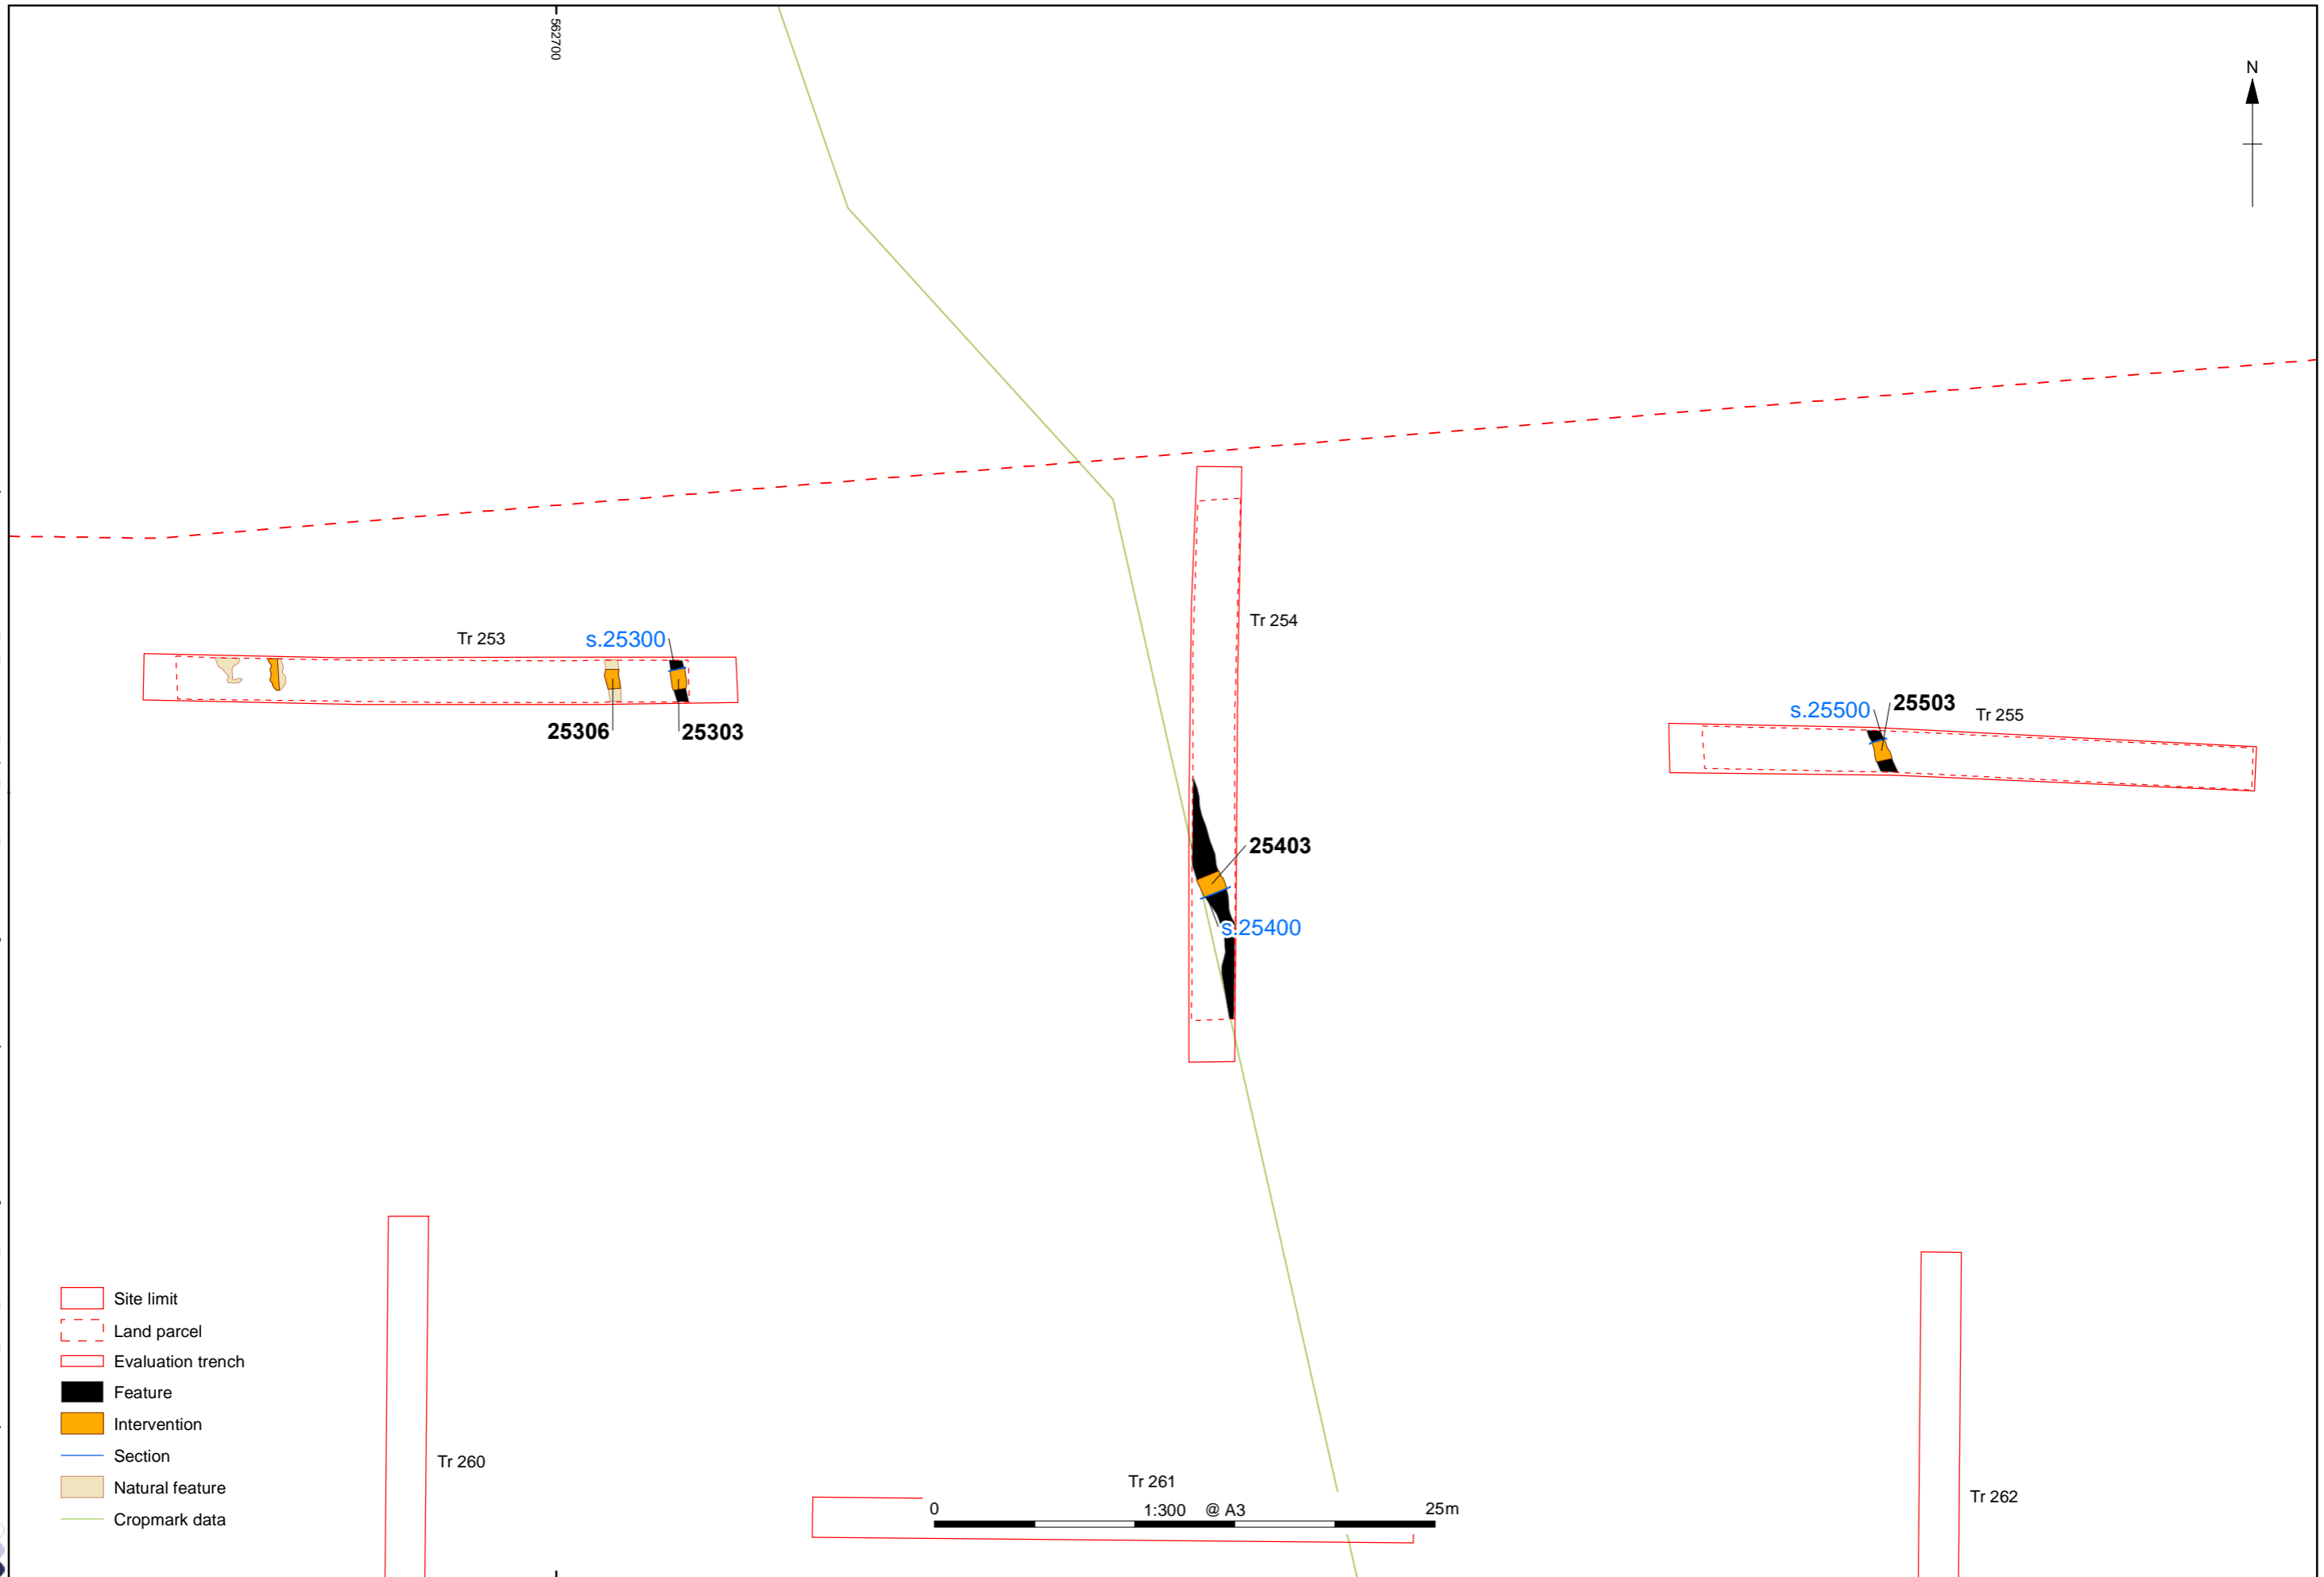 562700
N
Tr 253
s.25300
25306
25303
Tr 254
25403
s.25400
s.25500
25503
Tr 255
Site limit
Land parcel
Evaluation trench
Feature
Intervention
Section
Natural feature
Cropmark data
Tr 260
Tr 261
0
1:300 @ A3
25m
Tr 262